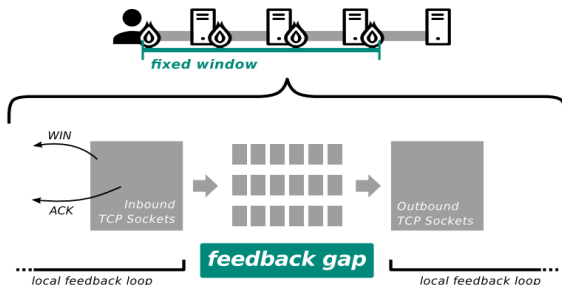 fixed window
WIN
ACK
Inbound
TCP Sockets
Outbound
TCP Sockets
feedback gap
local feedback loop
local feedback loop